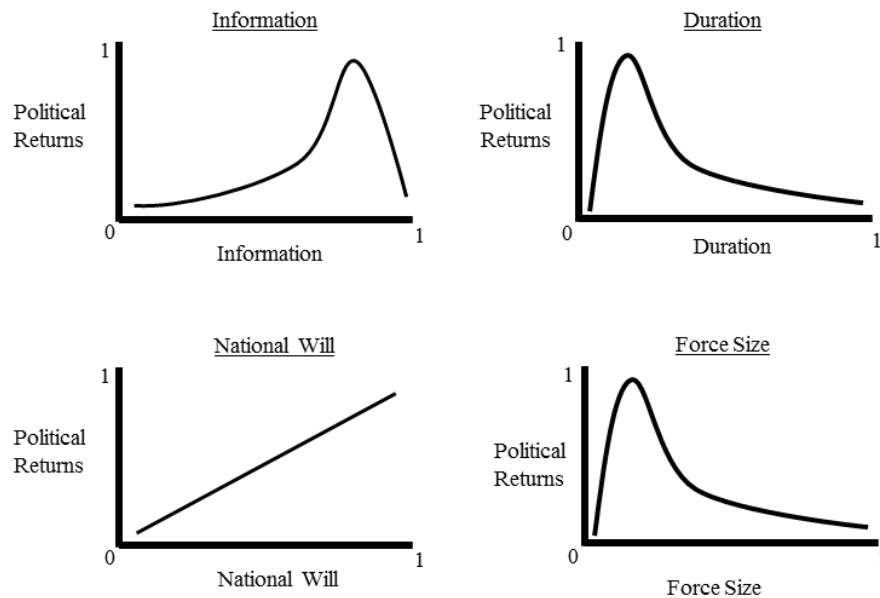 Information
1
Political
Returns
0
1
Information
Duration
1
Political
Returns
0
1
Duration
National Will
1
Political
Returns
0
1
National Will
Force Size
1
Political
Returns
0
Force Size